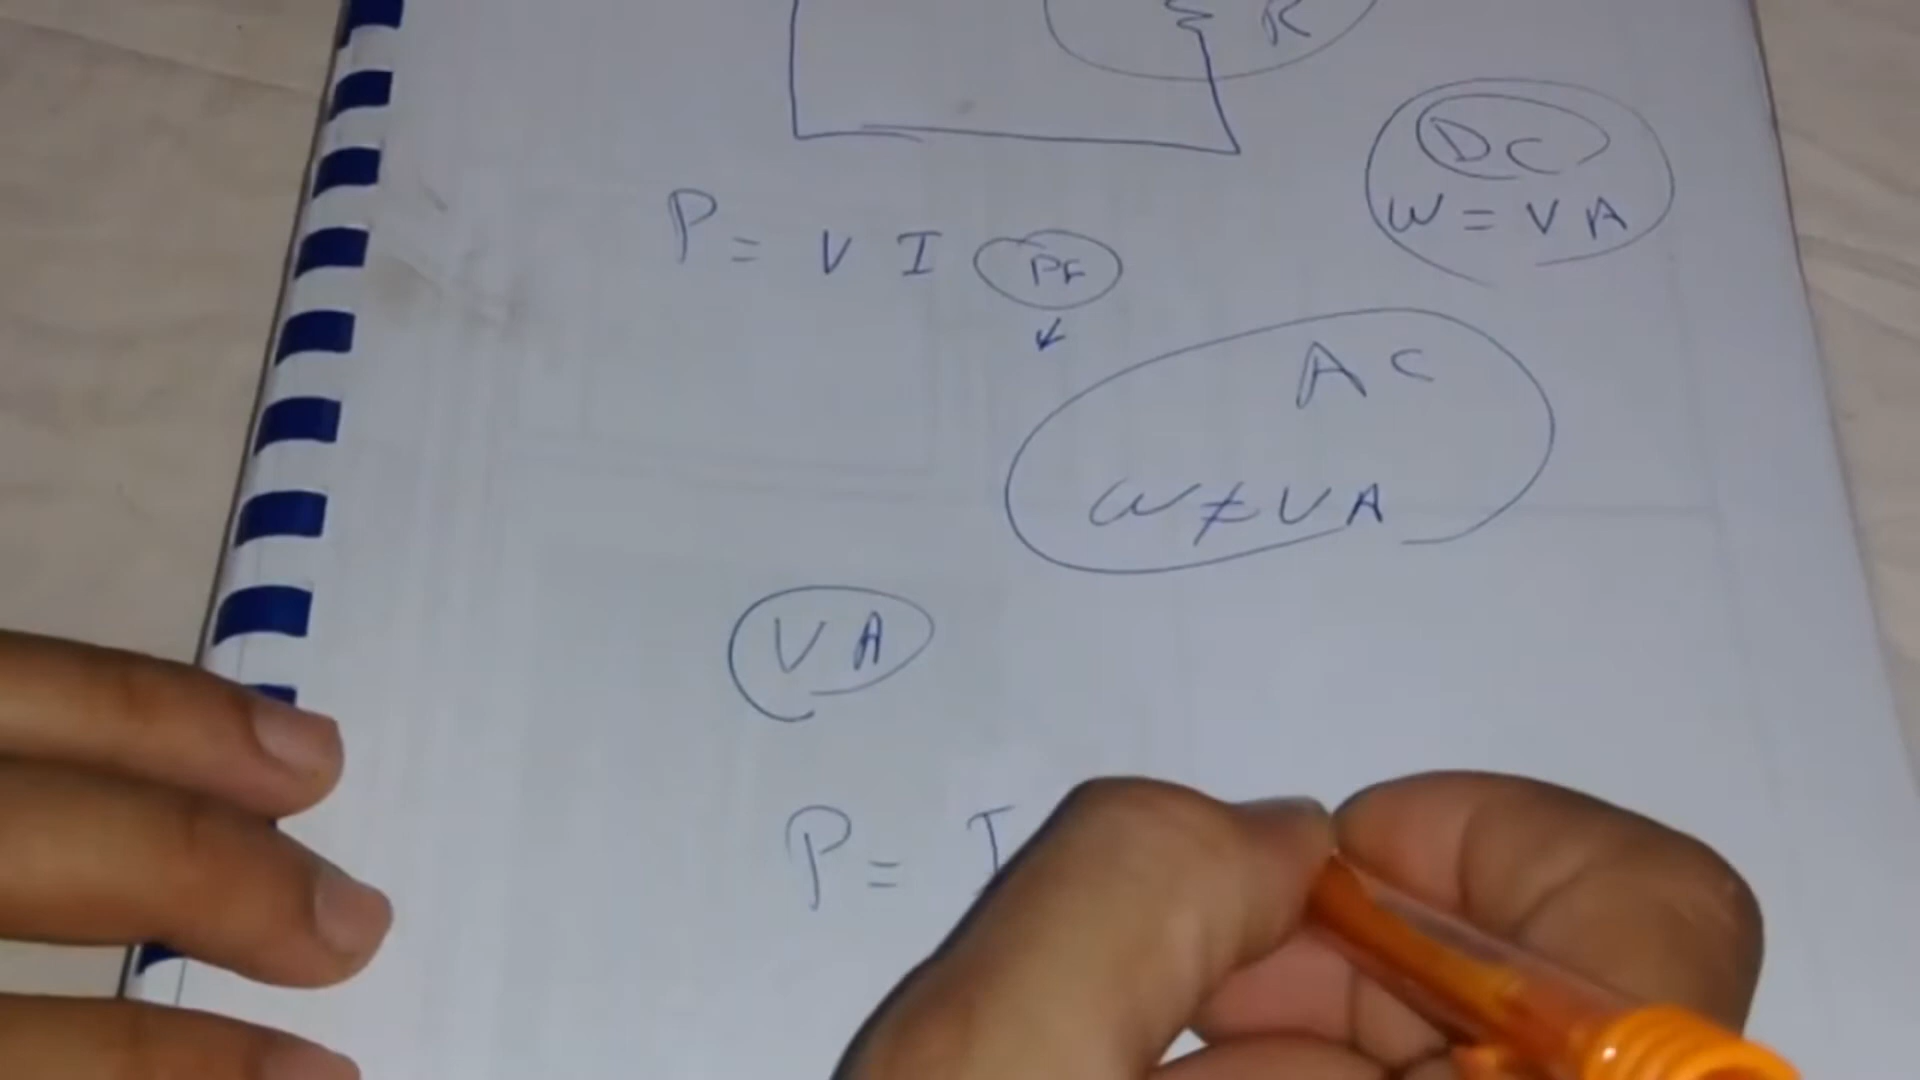 R
DC
W = VA
P = V I PF
AC
W ≠ VA
VA
P = I